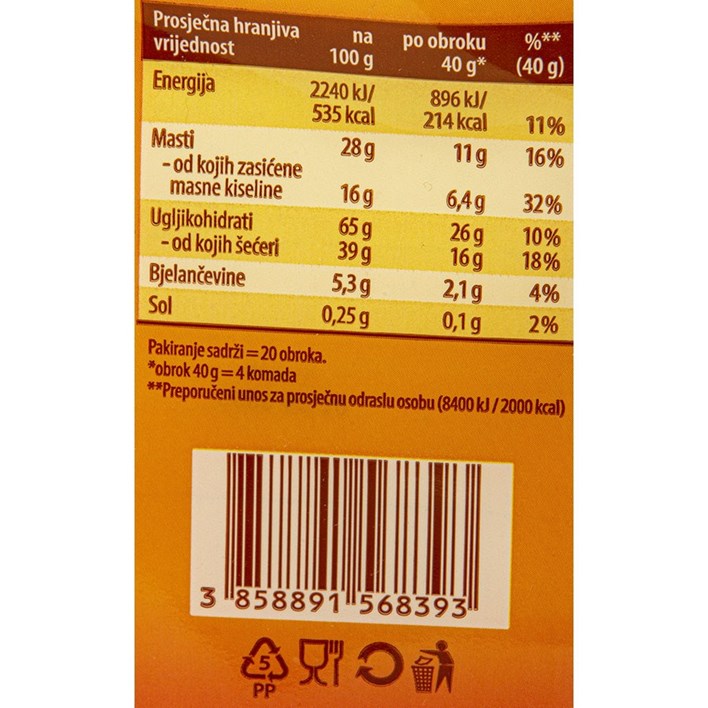 Prosječna hranjiva na po obroku %**
vrijednost 100 g 40 g* (40 g)
Energija 2240 kJ/ 896 kJ/
535 kcal 214 kcal 11%
Masti 28 g 11 g 16%
- od kojih zasićene
masne kiseline 16 g 6,4 g 32%
Ugljikohidrati 65 g 26 g 10%
- od kojih šećeri 39 g 16 g 18%
Bjelančevine 5,3 g 2,1 g 4%
Sol 0,25 g 0,1 g 2%
Pakiranje sadrži = 20 obroka.
*obrok 40 g = 4 komada
**Preporučeni unos za prosječnu odraslu osobu (8400 kJ / 2000 kcal)
3 858891 568393
5
PP